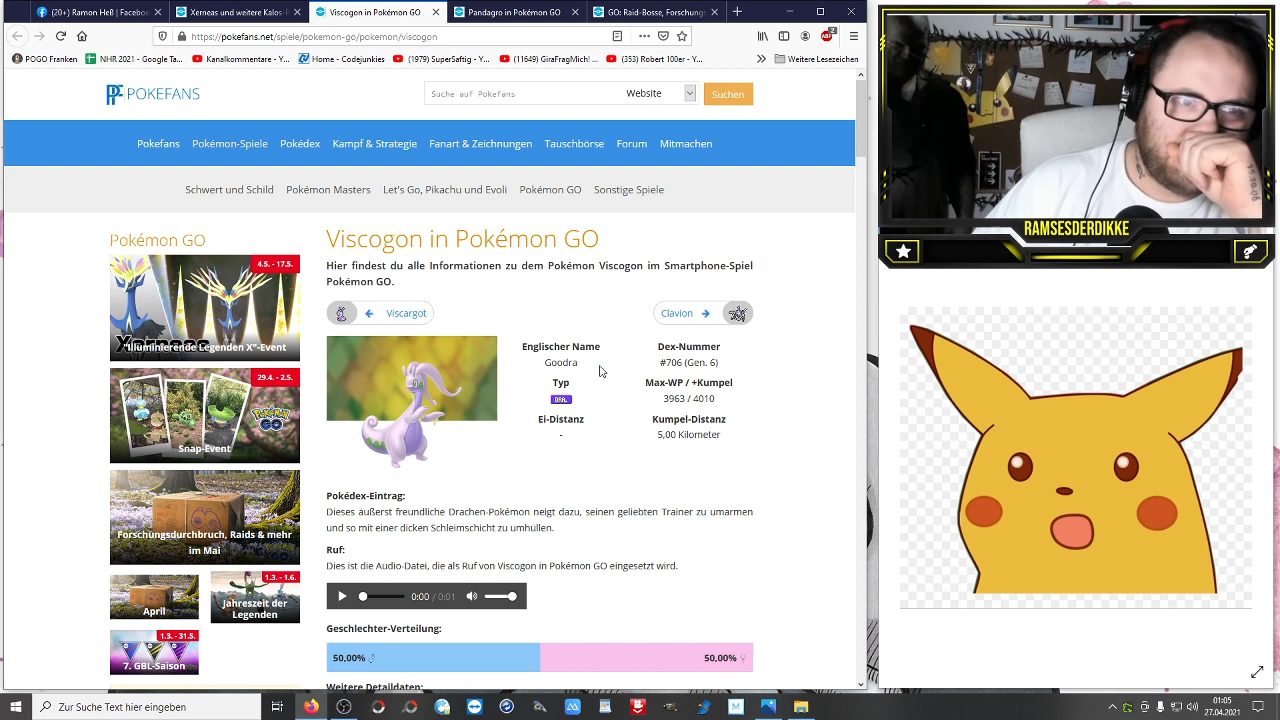 (20+) Ramon Heß | Faceboo
Xerneas und weitere Kalos-
Viscogon in Pokémon GO
Pandagro in Pokémon GO
GO: Raid-Bosse, Forschung
https://pokefans.net/spiele/pokemon-go/pokemon/viscogon
POGO Franken
NHR 2021 - Google Ta...
Kanalkommentare - Y...
Home - Codejunkies
(1979) SuperSaftig - Y...
(11649) GiraFragMich! ...
(353) Robert 100er - Y...
Weitere Lesezeichen
POKEFANS
Suche auf Pokefans
Website
Suchen
Pokefans
Pokémon-Spiele
Pokédex
Kampf & Strategie
Fanart & Zeichnungen
Tauschbörse
Forum
Mitmachen
Schwert und Schild
Pokémon Masters
Let's Go, Pikachu und Evoli
Pokémon GO
Sonstige Spiele
Pokémon GO
4.5. - 17.5.
"Illuminierende Legenden X"-Event
29.4. - 2.5.
Snap-Event
Forschungsdurchbruch, Raids & mehr
im Mai
April
1.3. - 1.6.
Jahreszeit der
Legenden
1.3. - 31.5.
7. GBL-Saison
Viscogon in Pokémon GO
Hier findest du alle Informationen zu dem Pokémon Viscogon im Smartphone-Spiel
Pokémon GO.
Viscargot
Clavion
Englischer Name
Goodra
Dex-Nummer
#706 (Gen. 6)
Typ
DRA.
Max-WP / +Kumpel
3963 / 4010
Ei-Distanz
-
Kumpel-Distanz
5,00 Kilometer
Pokédex-Eintrag:
Dieses äußerst freundliche Drachen-Pokémon neigt dazu, seinen geliebten Trainer zu umarmen
und so mit einer dicken Schleimschicht zu umhüllen.
Ruf:
Dies ist die Audio-Datei, die als Ruf von Viscogon in Pokémon GO eingesetzt wird.
0:00 / 0:01
Geschlechter-Verteilung:
50,00%
50,00%
Weitere Detaildaten:
RAMSESDERDIKKE
Zur Suche Text hier eingeben
01:05
27.04.2021